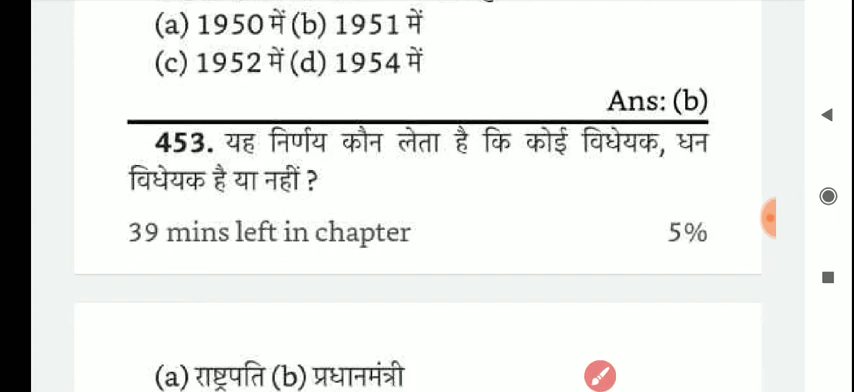 (a) 1950 में (b) 1951 में
(c) 1952 में (d) 1954 में
Ans: (b)
453. यह निर्णय कौन लेता है कि कोई विधेयक, धन
विधेयक है या नहीं ?
39 mins left in chapter 5%
(a) राष्ट्रपति (b) प्रधानमंत्री